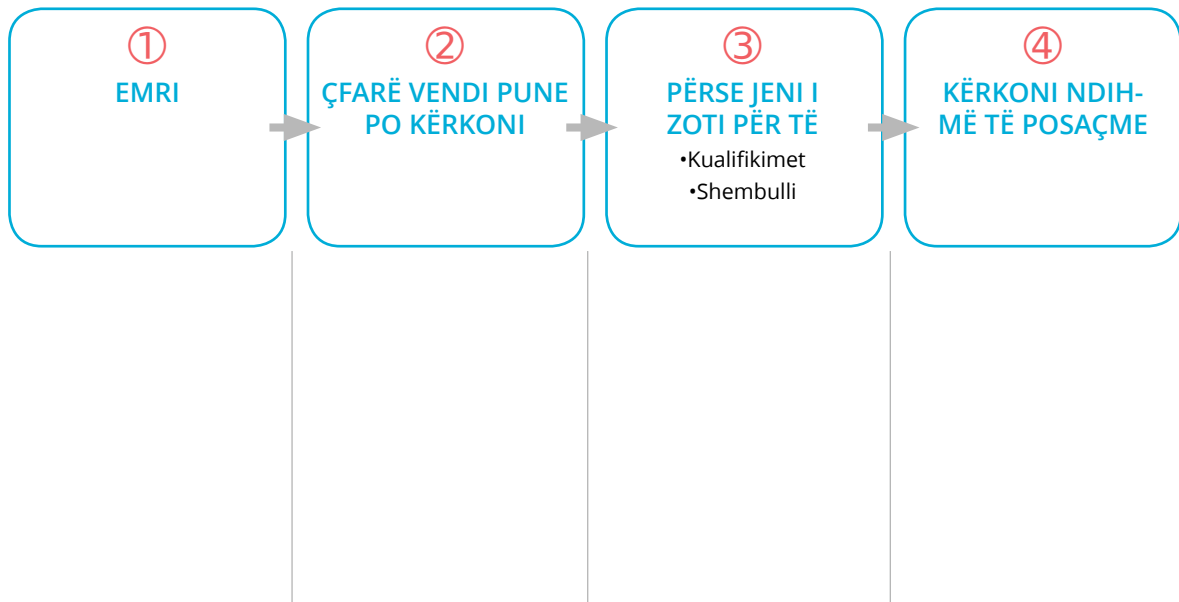 ①
EMRI
②
ÇFARË VENDI PUNE
PO KËRKONI
③
PËRSE JENI I
ZOTI PËR TË
•Kualifikimet
•Shembulli
④
KËRKONI NDIH-
MË TË POSAÇME